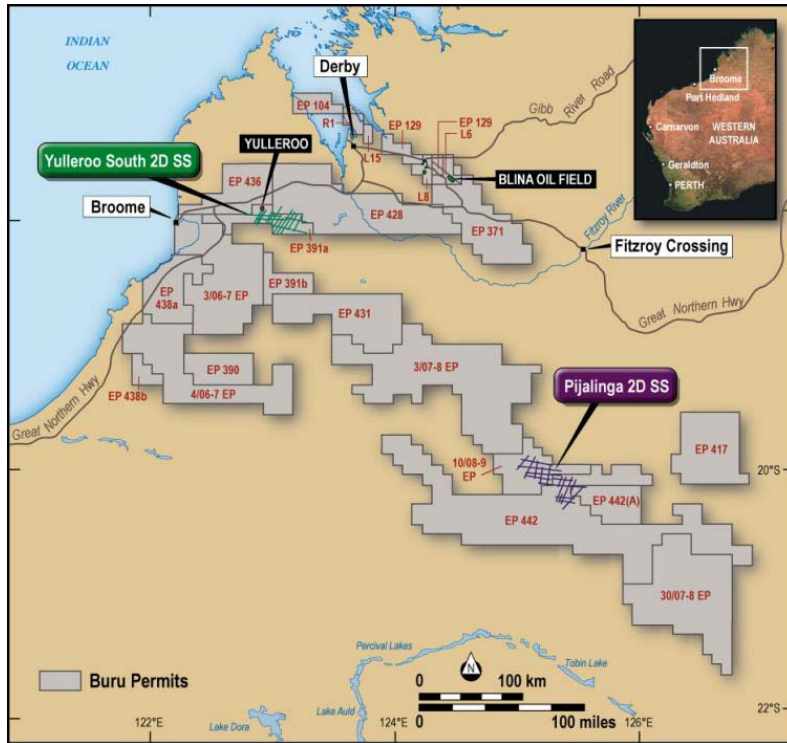 INDIAN
OCEAN
Derby
Gibb River Road
EP 104
R1
EP 129
EP 129
L6
L15
L8
BLINA OIL FIELD
Yulleroo South 2D SS
YULLEROO
EP 436
Broome
EP 428
EP 371
EP 391a
Fitzroy River
Fitzroy Crossing
Great Northern Hwy
EP
438a
3/06-7 EP
EP 391b
EP 431
EP 390
3/07-8 EP
EP 438b
4/06-7 EP
Great Northern Hwy
Pijalinga 2D SS
EP 417
10/08-9
EP
20°S
EP 442(A)
EP 442
30/07-8 EP
Percival Lakes
Tobin Lake
Lake Auld
Lake Dora
Buru Permits
N
0 100 km
0 100 miles
22°S
122°E
124°E
126°E
Broome
Port Hedland
Carnarvon
WESTERN
AUSTRALIA
Geraldton
PERTH